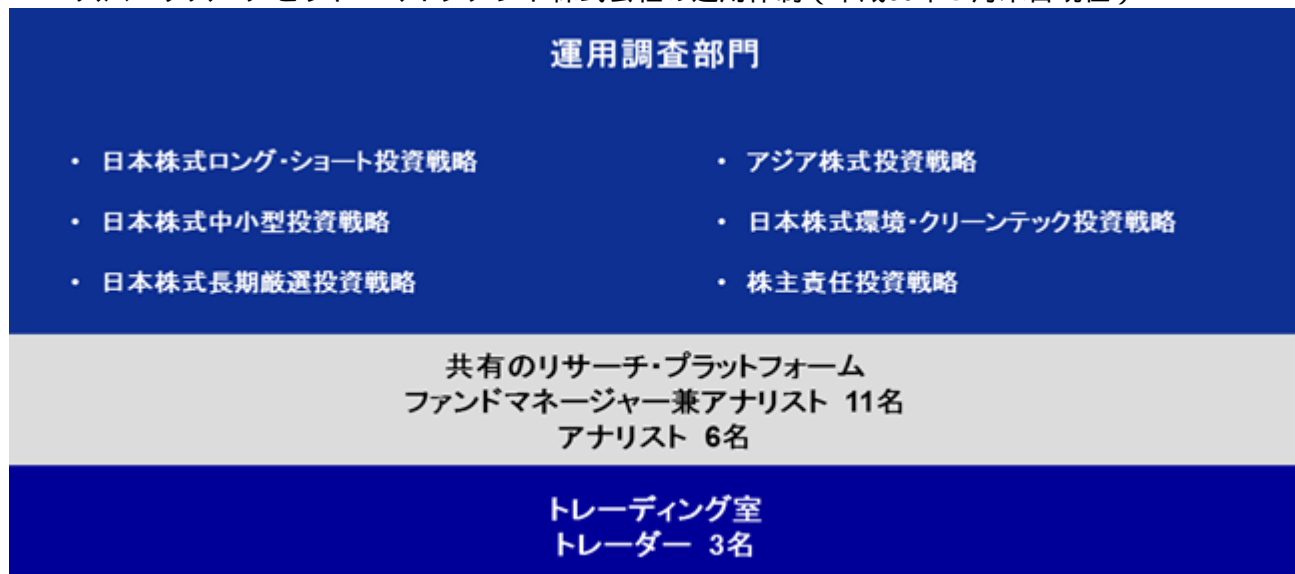 運用調査部門
・ 日本株式ロング・ショート投資戦略
・ アジア株式投資戦略
・ 日本株式中小型投資戦略
・ 日本株式環境・クリーンテック投資戦略
・ 日本株式長期厳選投資戦略
・ 株主責任投資戦略
共有のリサーチ・プラットフォーム
ファンドマネージャー兼アナリスト 11名
アナリスト 6名
トレーディング室
トレーダー 3名